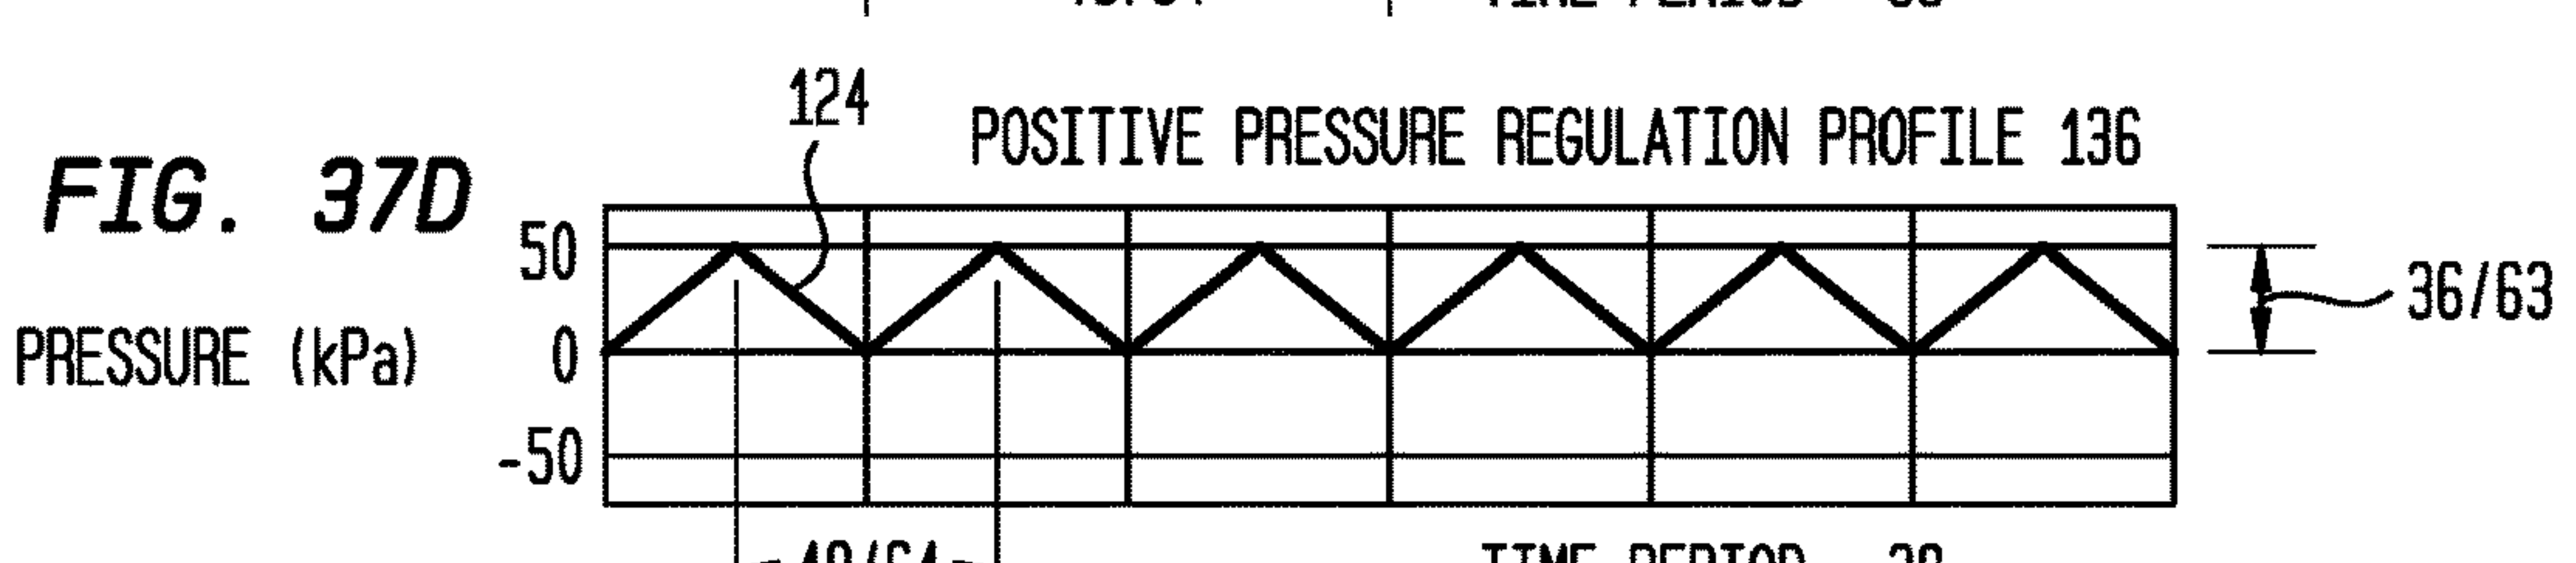 124
POSITIVE PRESSURE REGULATION PROFILE 136
FIG. 37D
50
PRESSURE (kPa)
0
-50
36/63